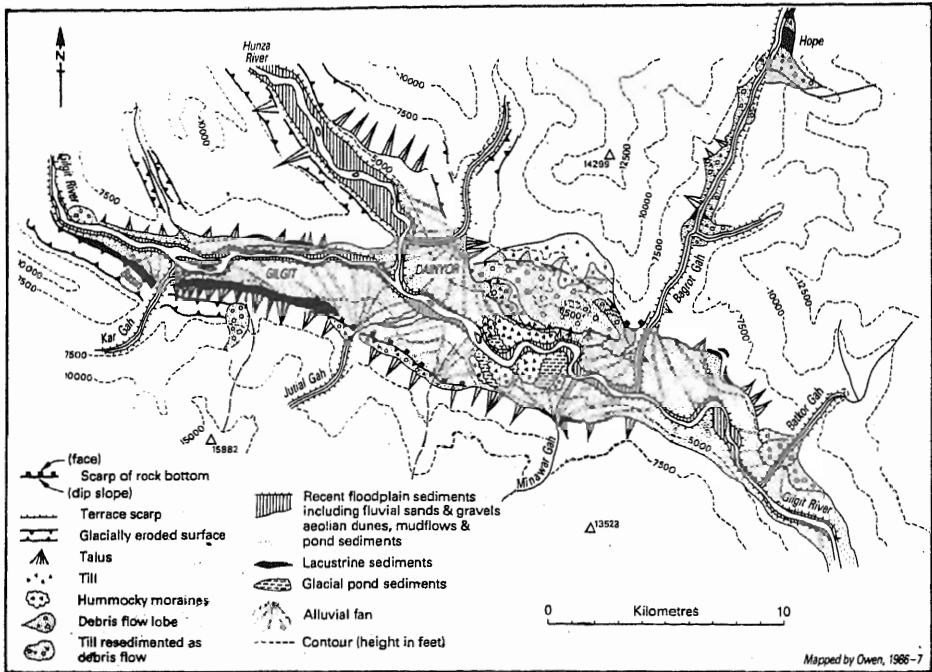 N
Hunza
River
Hope
10000
7500
10000
14299
12500
5000
Gilgit River
7500
10000
7500
7500
Bagrot Gah
DAINYOR
GILGIT
10000
12500
10000
7500
7500
Kar Gah
7500
10000
Jutial Gah
Batkor Gah
15000
15882
Minawar Gah
5000
7500
Gilgit River
13523
(face)
Scarp of rock bottom
(dip slope)
Terrace scarp
Glacially eroded surface
Talus
Till
Hummocky moraines
Debris flow lobe
Till resedimented as
debris flow
Recent floodplain sediments
including fluvial sands & gravels
aeolian dunes, mudflows &
pond sediments
Lacustrine sediments
Glacial pond sediments
Alluvial fan
Contour (height in feet)
0 Kilometres 10
Mapped by Owen, 1986-7